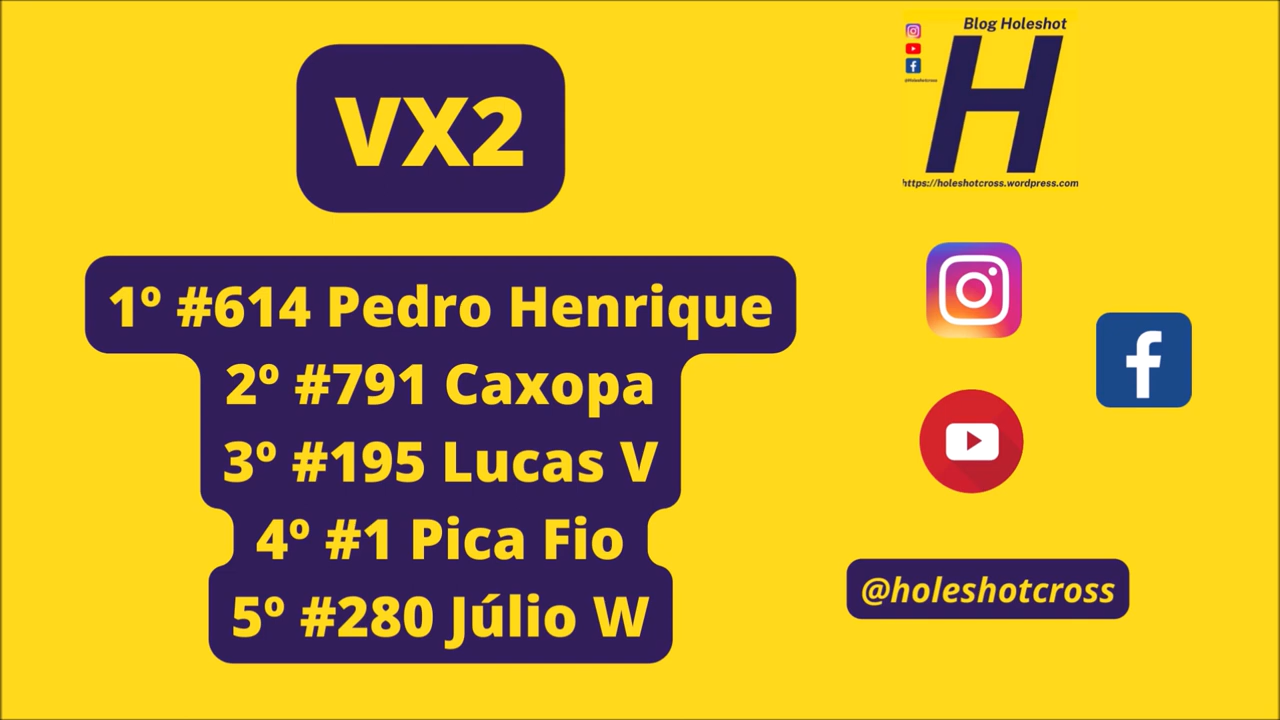 VX2
1º #614 Pedro Henrique
2º #791 Caxopa
3º #195 Lucas V
4º #1 Pica Fio
5º #280 Júlio W
Blog Holeshot
@Holeshotcross
H
https://holeshotcross.wordpress.com
f
@holeshotcross